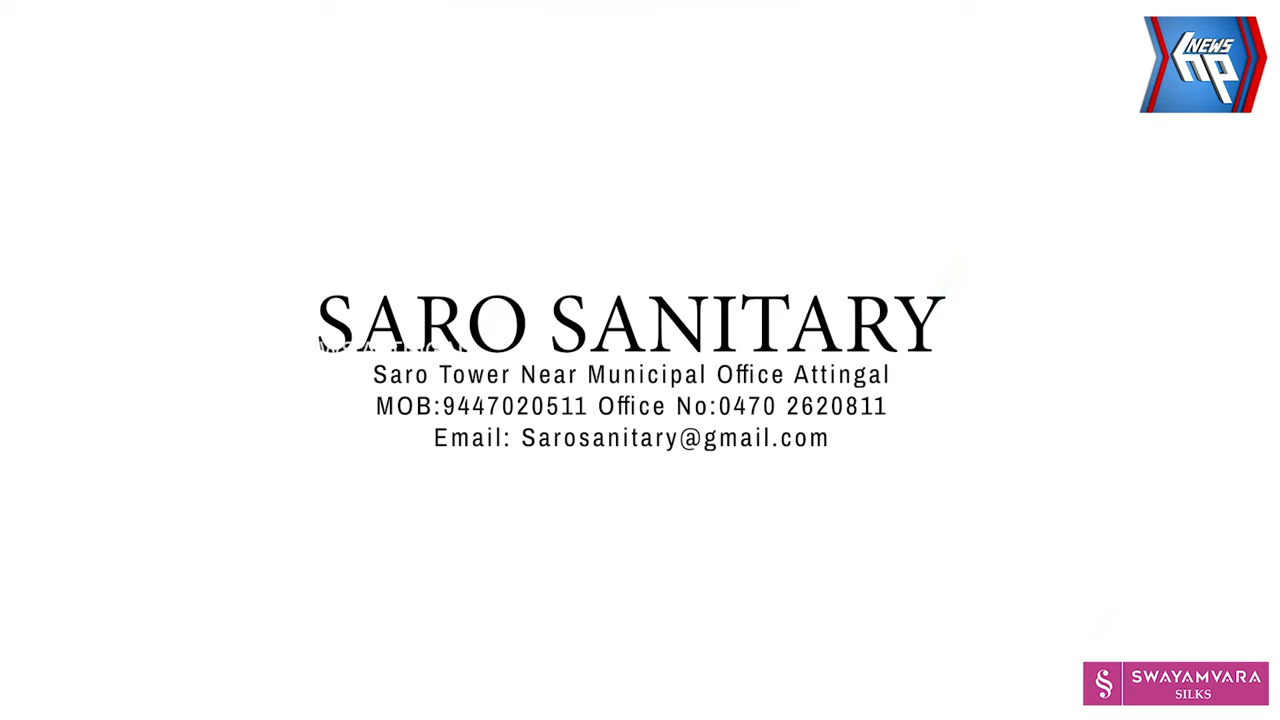 NEWS
hp
SARO SANITARY
Saro Tower Near Municipal Office Attingal
MOB:9447020511 Office No:0470 2620811
Email: Sarosanitary@gmail.com
SWAYAMVARA
SILKS